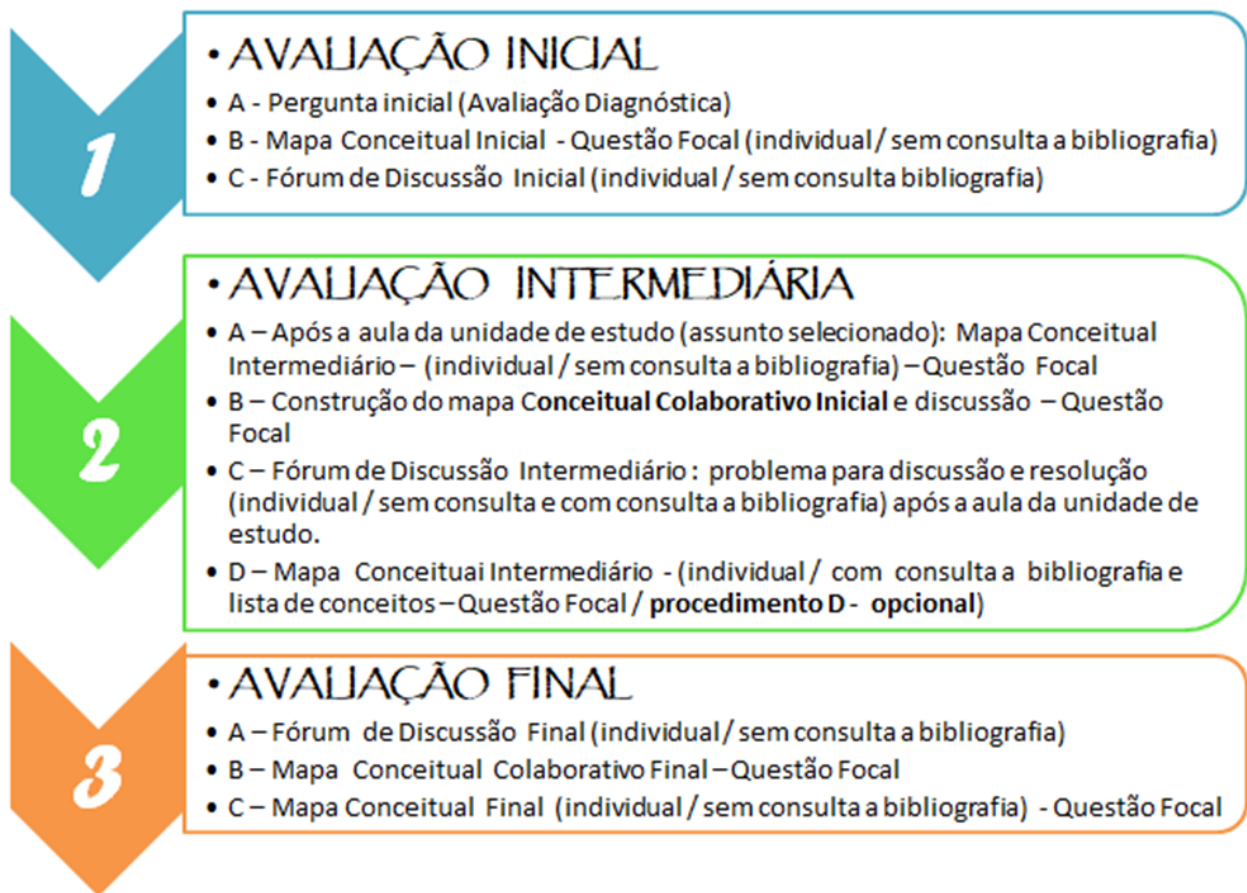 1
• AVALIAÇÃO INICIAL
• A - Pergunta inicial (Avaliação Diagnóstica)
• B - Mapa Conceitual Inicial - Questão Focal (individual / sem consulta a bibliografia)
• C - Fórum de Discussão Inicial (individual / sem consulta bibliografia)
2
• AVALIAÇÃO INTERMEDIÁRIA
• A – Após a aula da unidade de estudo (assunto selecionado): Mapa Conceitual
Intermediário – (individual / sem consulta a bibliografia) – Questão Focal
• B – Construção do mapa Conceitual Colaborativo Inicial e discussão – Questão
Focal
• C – Fórum de Discussão Intermediário : problema para discussão e resolução
(individual / sem consulta e com consulta a bibliografia) após a aula da unidade de
estudo.
• D – Mapa Conceituai Intermediário - (individual / com consulta a bibliografia e
lista de conceitos – Questão Focal / procedimento D - opcional)
3
• AVALIAÇÃO FINAL
• A – Fórum de Discussão Final (individual / sem consulta a bibliografia)
• B – Mapa Conceitual Colaborativo Final – Questão Focal
• C – Mapa Conceitual Final (individual / sem consulta a bibliografia) - Questão Focal